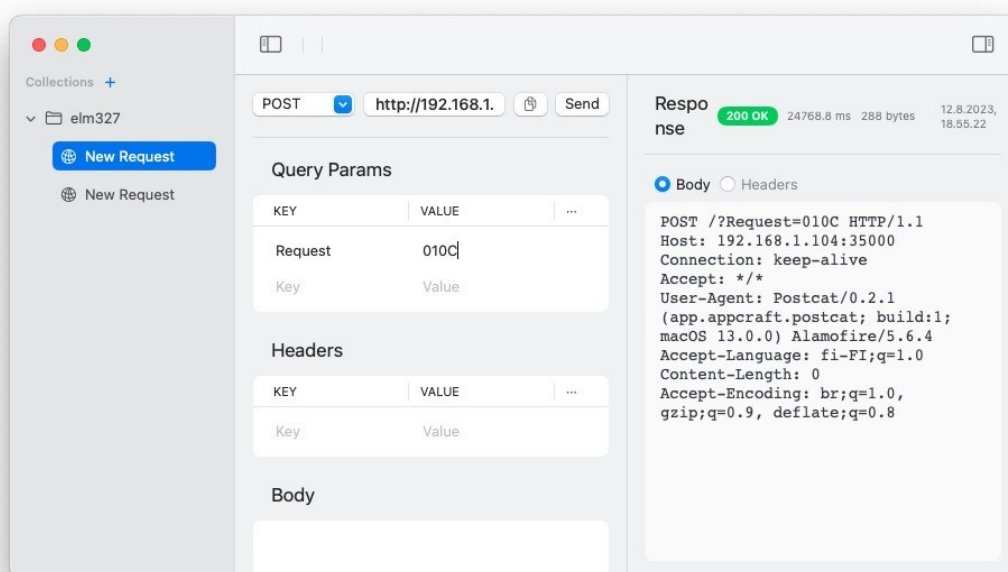 Collections +
elm327
New Request
New Request
POST
http://192.168.1.
Send
Query Params
KEY VALUE ...
Request 010C
Key Value
Headers
KEY VALUE ...
Key Value
Body
Respo
nse
200 OK
24768.8 ms 288 bytes
12.8.2023,
18.55.22
Body Headers
POST /?Request=010C HTTP/1.1
Host: 192.168.1.104:35000
Connection: keep-alive
Accept: */*
User-Agent: Postcat/0.2.1
(app.appcraft.postcat; build:1;
macOS 13.0.0) Alamofire/5.6.4
Accept-Language: fi-FI;q=1.0
Content-Length: 0
Accept-Encoding: br;q=1.0,
gzip;q=0.9, deflate;q=0.8